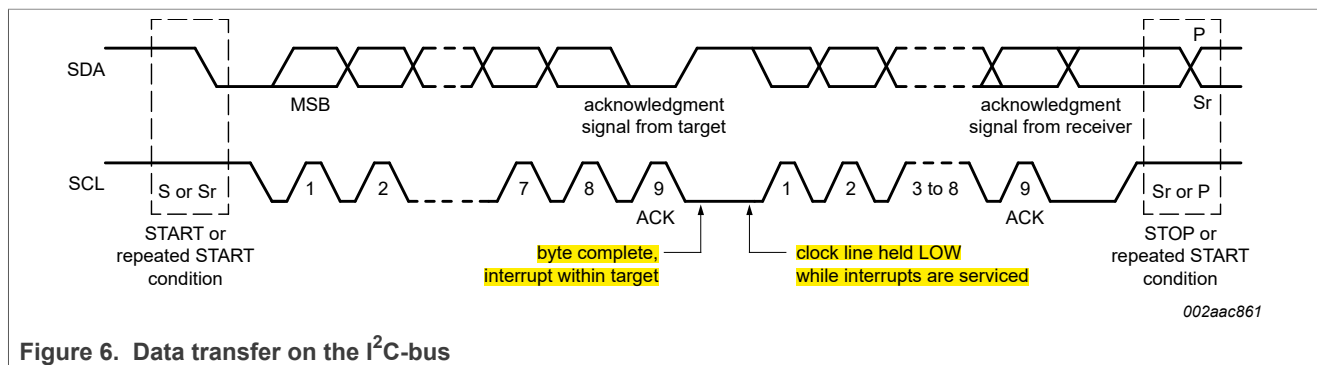 P
SDA
MSB
acknowledgment
signal from target
acknowledgment
signal from receiver
Sr
SCL
S or Sr
1
2
7
8
9
1
2
3 to 8
9
Sr or P
ACK
ACK
START or
repeated START
condition
byte complete,
interrupt within target
clock line held LOW
while interrupts are serviced
STOP or
repeated START
condition
002aac861
Figure 6. Data transfer on the I²C-bus